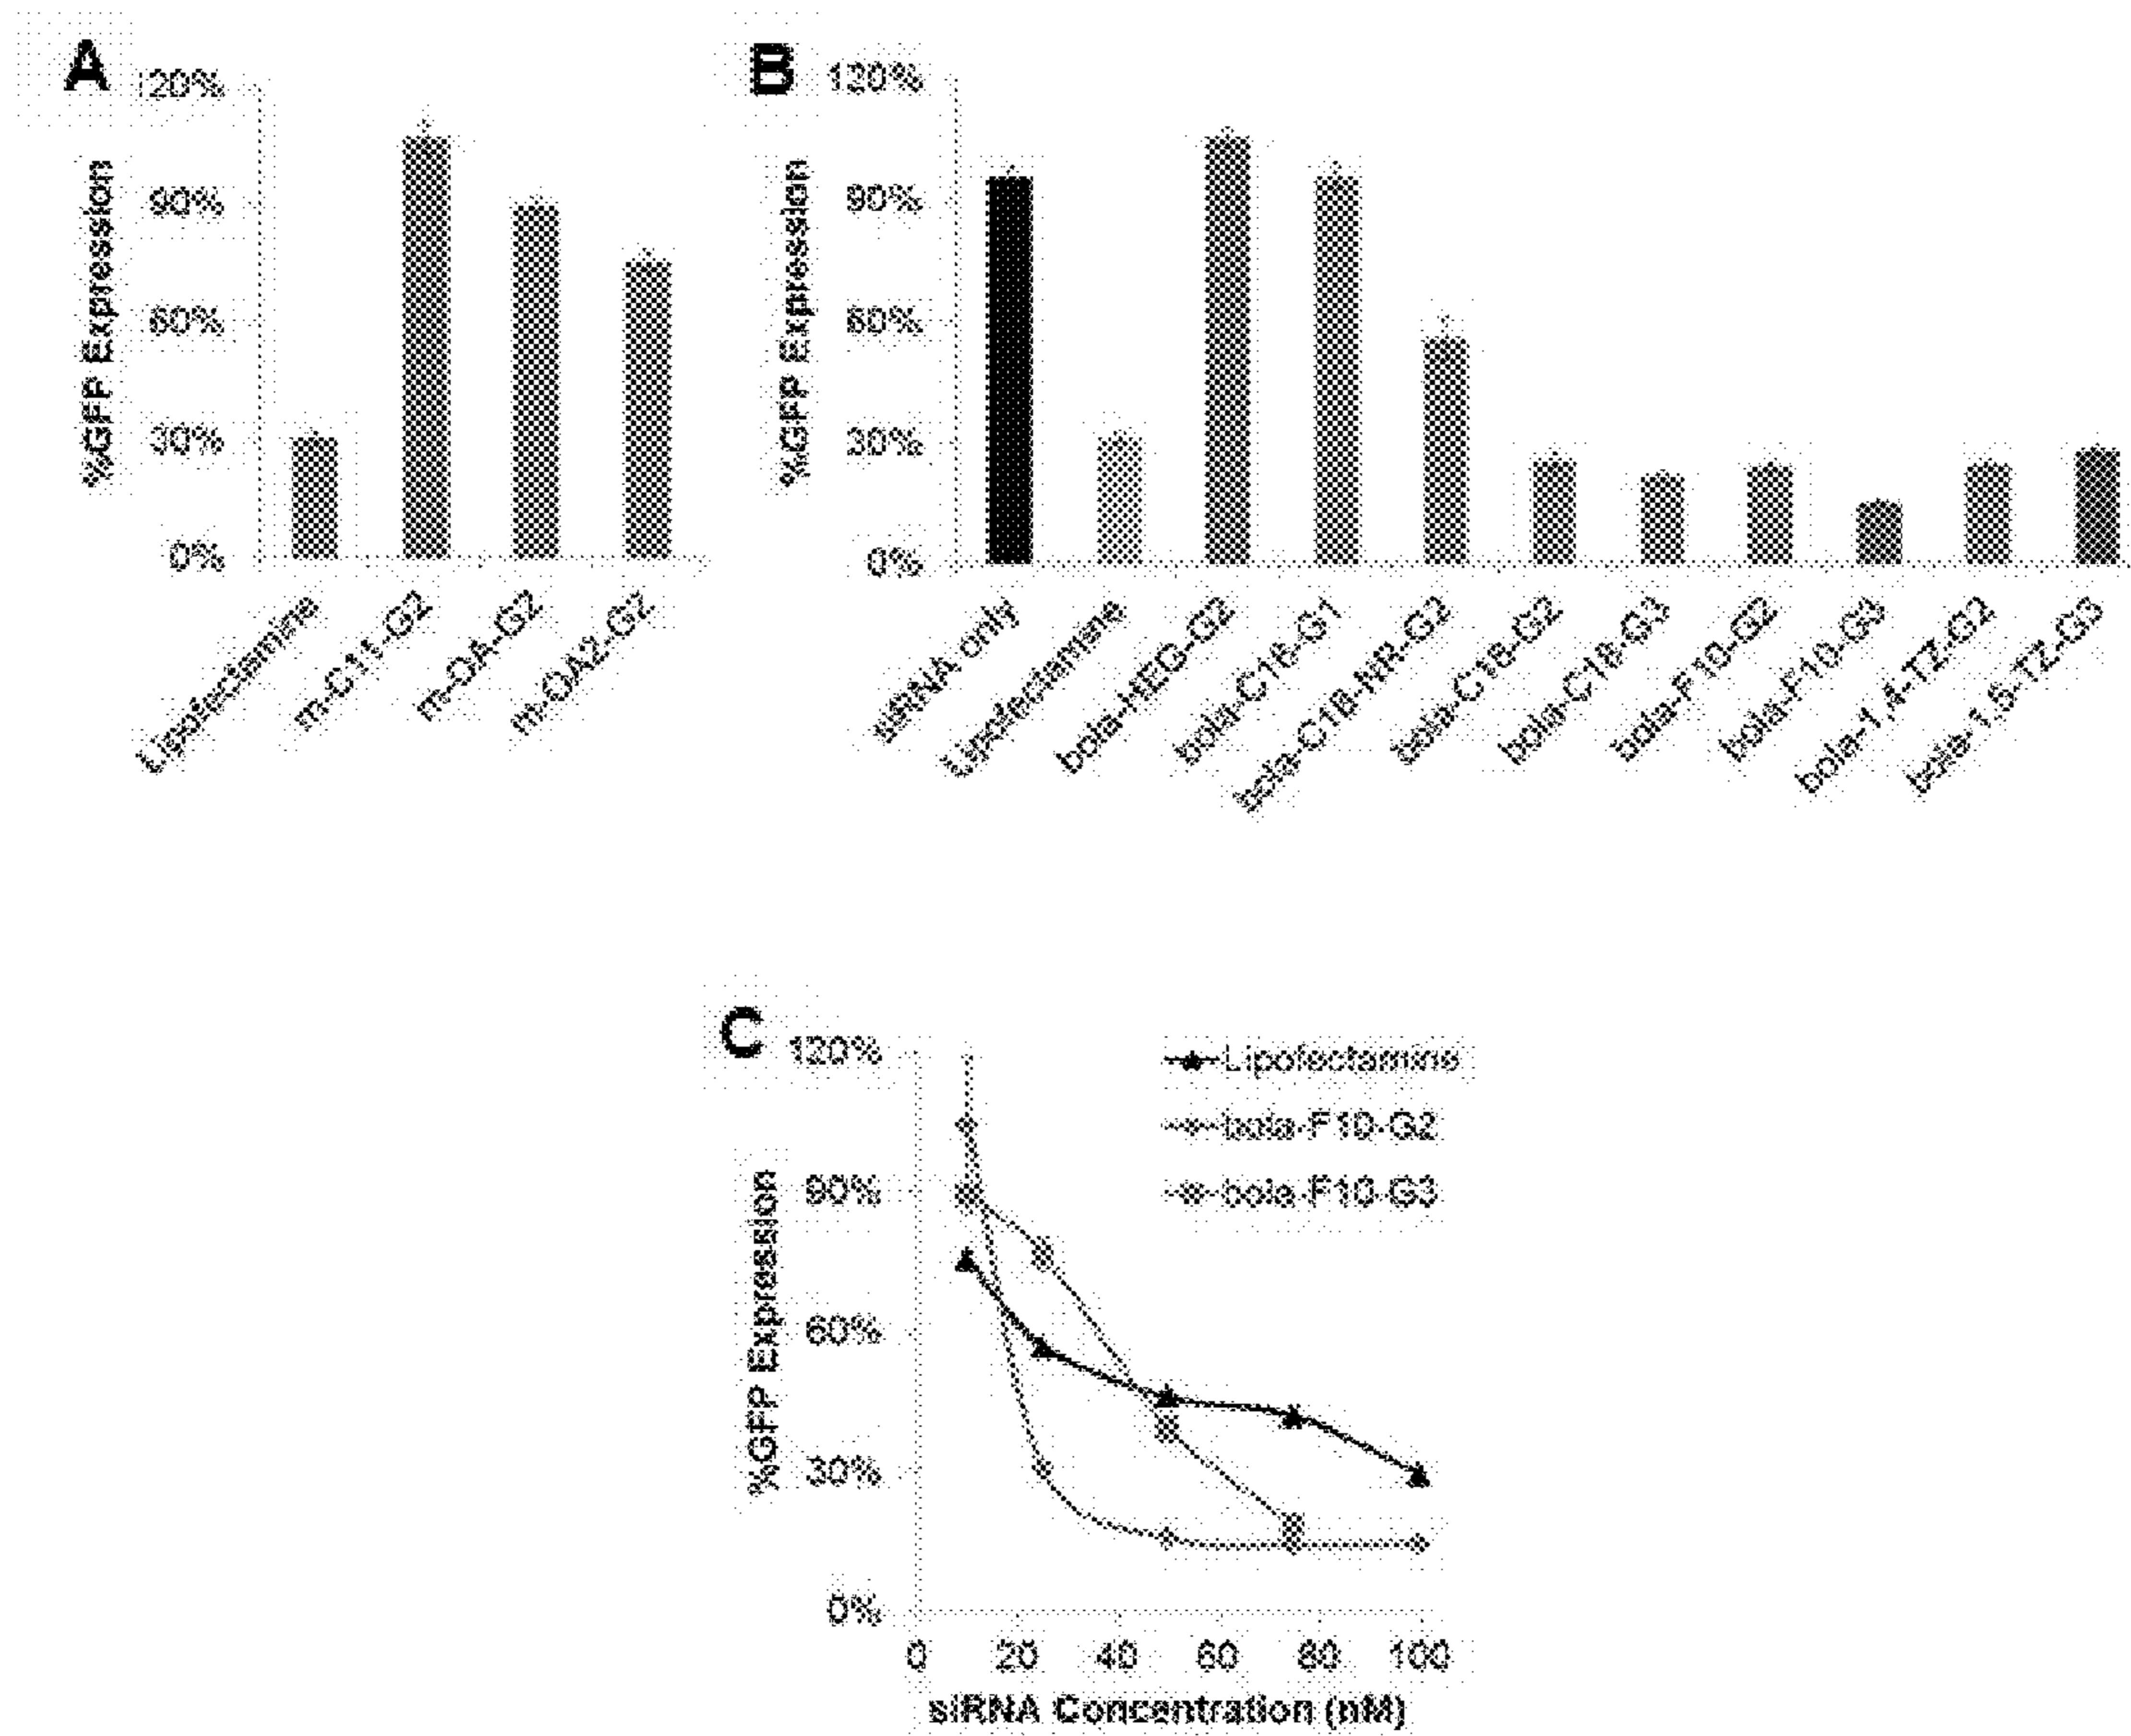 A
120%
90%
60%
30%
0%
%GFP Expression
Lipofectamine
m-C11-G2
m-OA-G2
m-OA2-G2
B
120%
90%
60%
30%
0%
%GFP Expression
siRNA only
Lipofectamine
bola-HEG-G2
bola-C18-G1
bola-C18-NR-G2
bola-C18-G2
bola-C18-G3
bola-F10-G2
bola-F10-G3
bola-1,4-TZ-G2
bola-1,5-TZ-G3
C
120%
90%
60%
30%
0%
%GFP Expression
Lipofectamine
bola-F10-G2
bola-F10-G3
0 20 40 60 80 100
siRNA Concentration (nM)